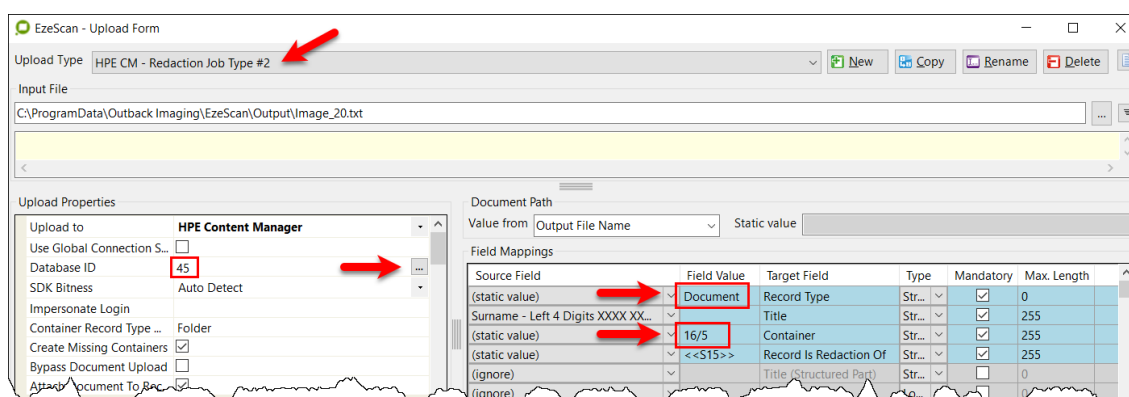 EzeScan - Upload Form
Upload Type HPE CM - Redaction Job Type #2 New Copy Rename Delete
Input File
C:\ProgramData\Outback Imaging\EzeScan\Output\Image_20.txt ...
Upload Properties
Upload to HPE Content Manager
Use Global Connection S...
Database ID 45 ...
SDK Bitness Auto Detect
Impersonate Login
Container Record Type ... Folder
Create Missing Containers
Bypass Document Upload
Document Path
Value from Output File Name Static value
Field Mappings
Source Field Field Value Target Field Type Mandatory Max. Length
(static value) Document Record Type Str... 0
Surname - Left 4 Digits XXXX XX... Title Str... 255
(static value) 16/5 Container Str... 255
(static value) <<S15>> Record Is Redaction Of Str... 255
(ignore) Title (Structured Part) Str... 0
(ignore)